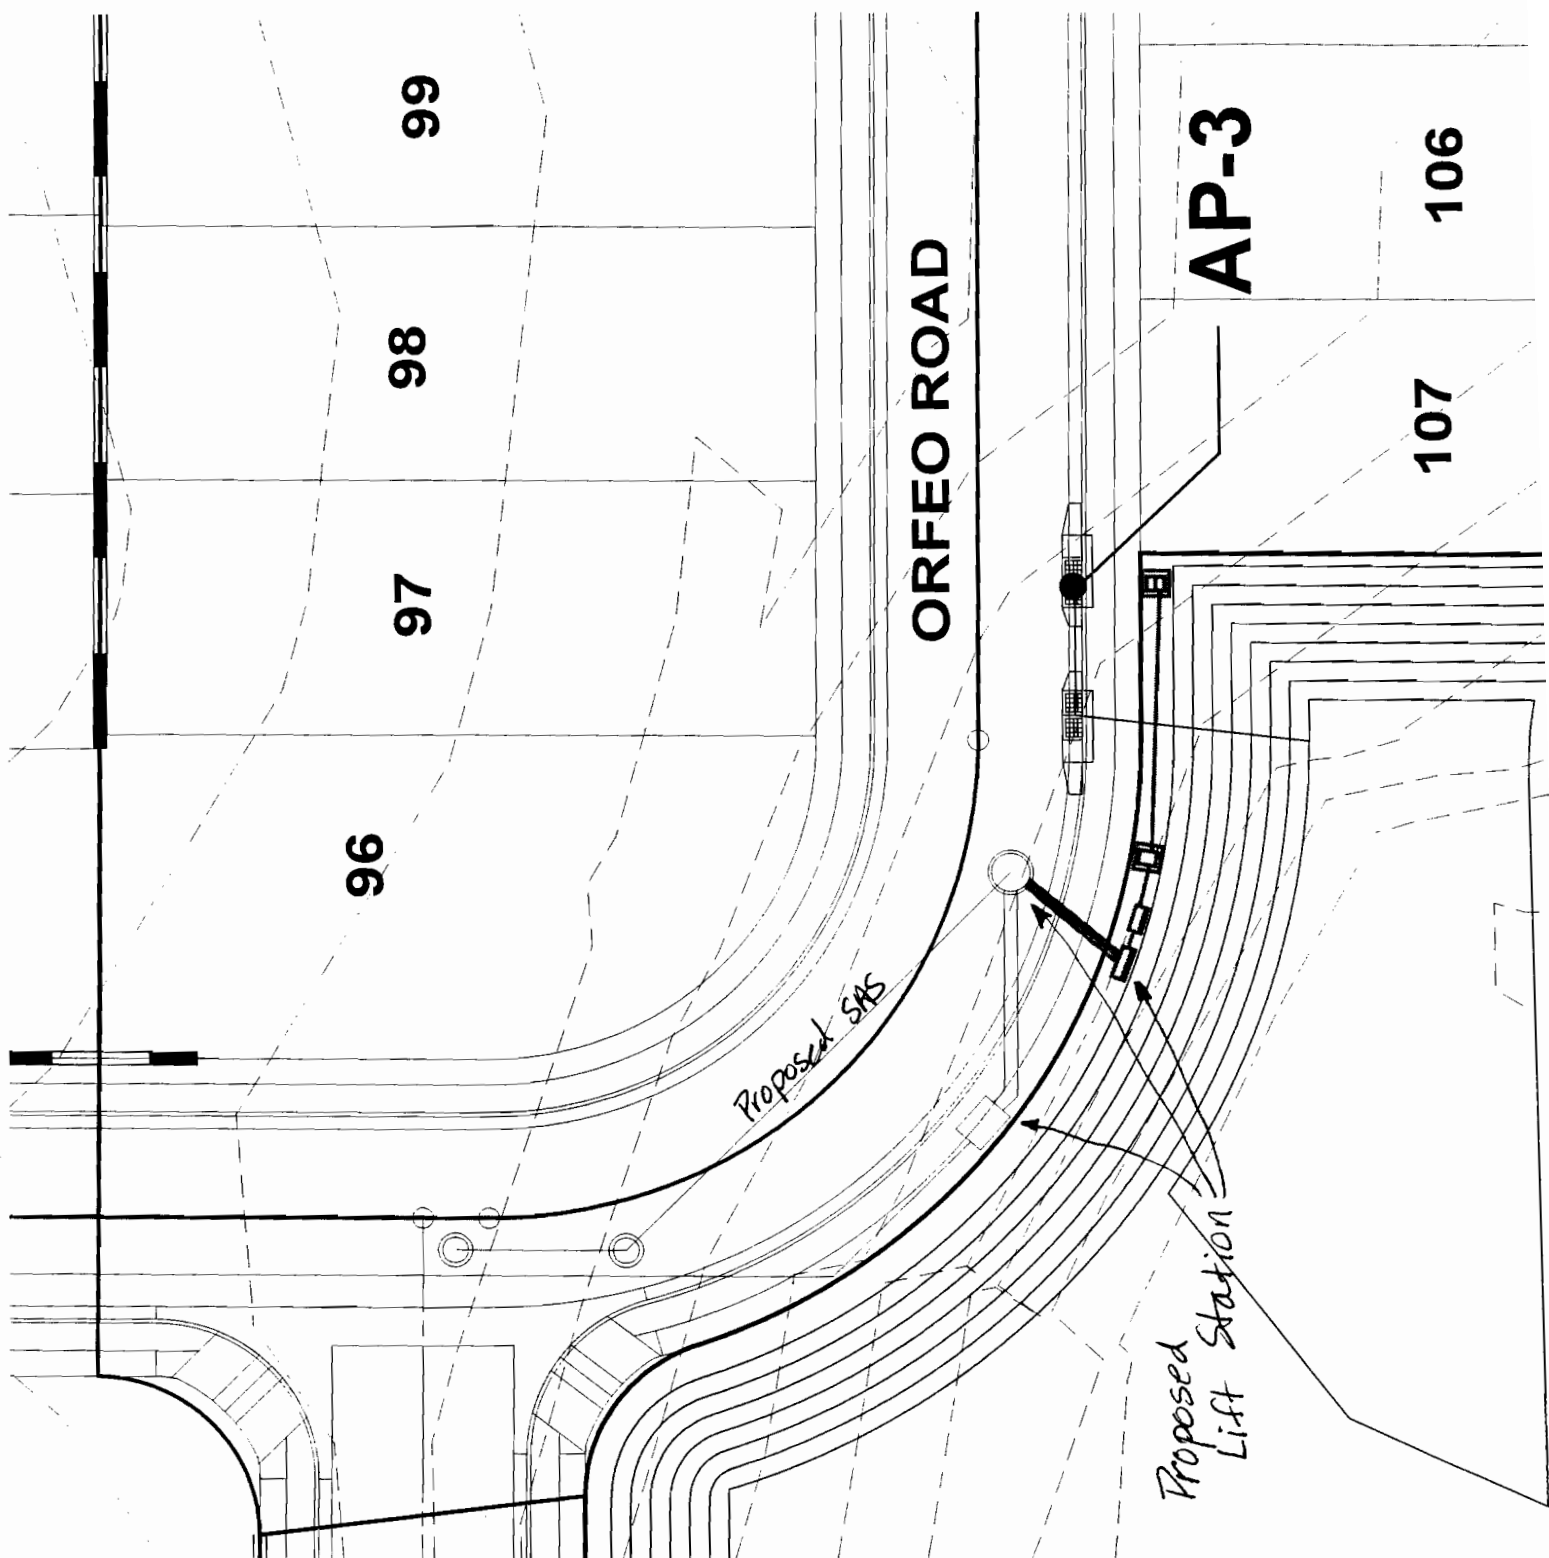 99
98
97
96
ORFEO ROAD
AP-3
106
107
Proposed SAS
Proposed
Lift Station